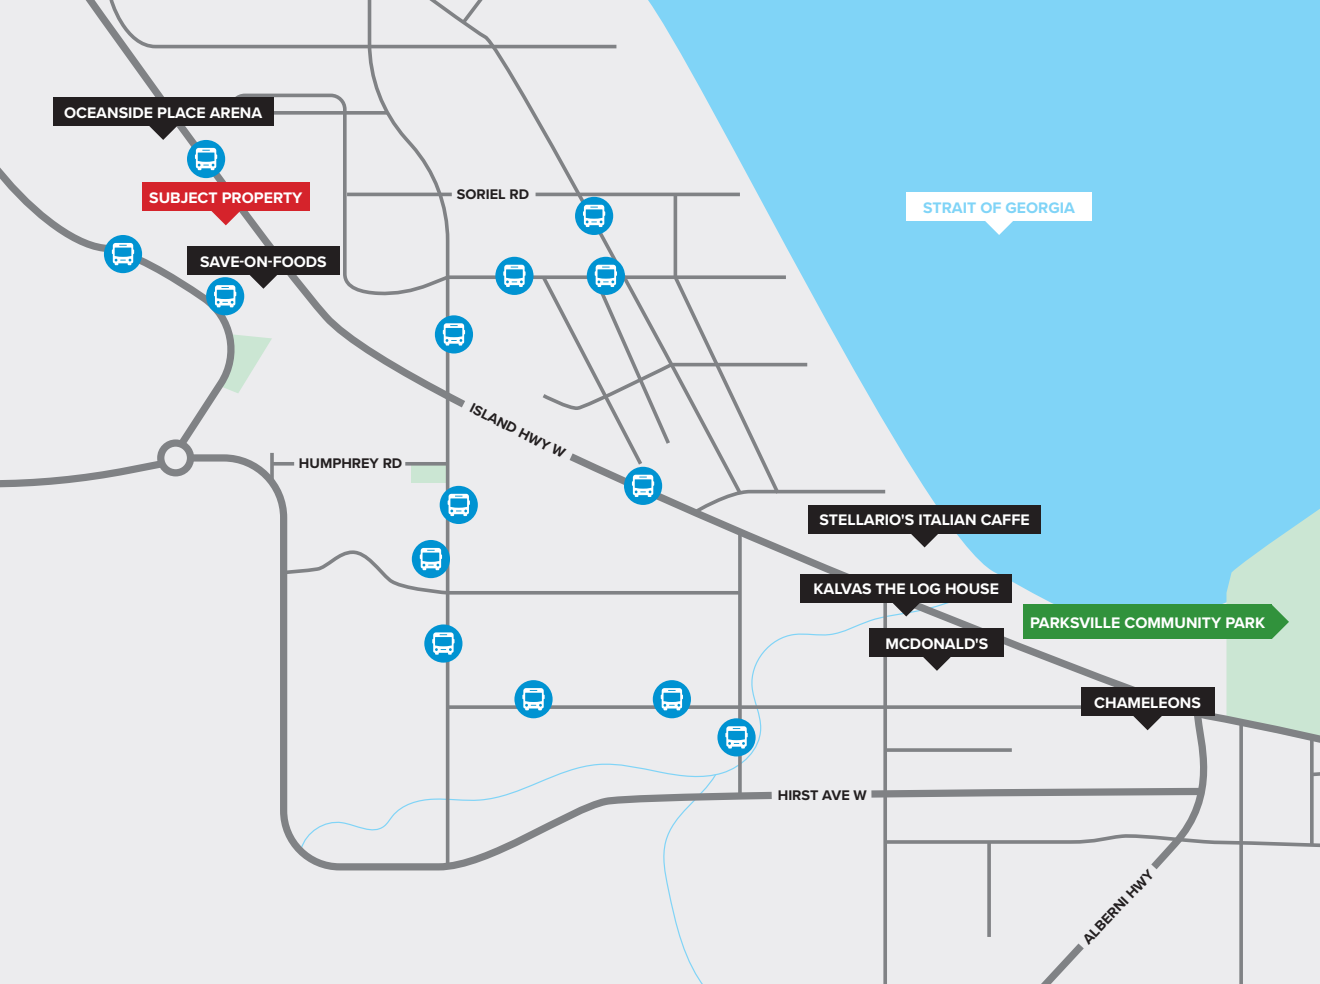 OCEANSIDE PLACE ARENA
SUBJECT PROPERTY
SORIEL RD
STRAIT OF GEORGIA
SAVE-ON-FOODS
ISLAND HWY W
HUMPHREY RD
STELLARIO'S ITALIAN CAFFE
KALVAS THE LOG HOUSE
PARKSVILLE COMMUNITY PARK
MCDONALD'S
CHAMELEONS
HIRST AVE W
ALBERNI HWY